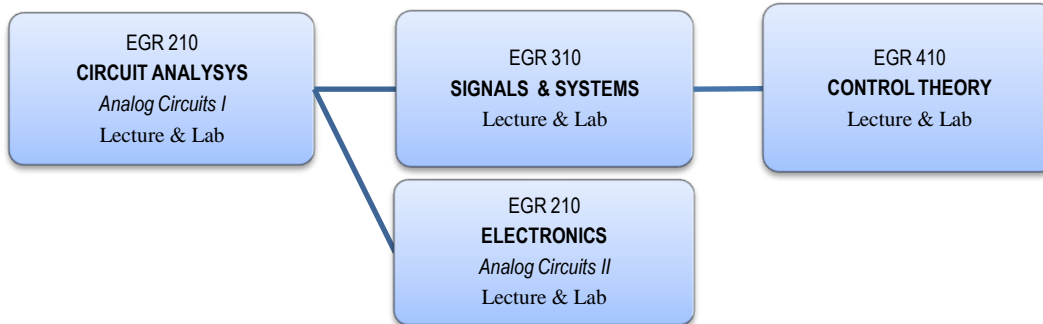 EGR 210
CIRCUIT ANALYSYS
Analog Circuits I
Lecture & Lab
EGR 310
SIGNALS & SYSTEMS
Lecture & Lab
EGR 410
CONTROL THEORY
Lecture & Lab
EGR 210
ELECTRONICS
Analog Circuits II
Lecture & Lab